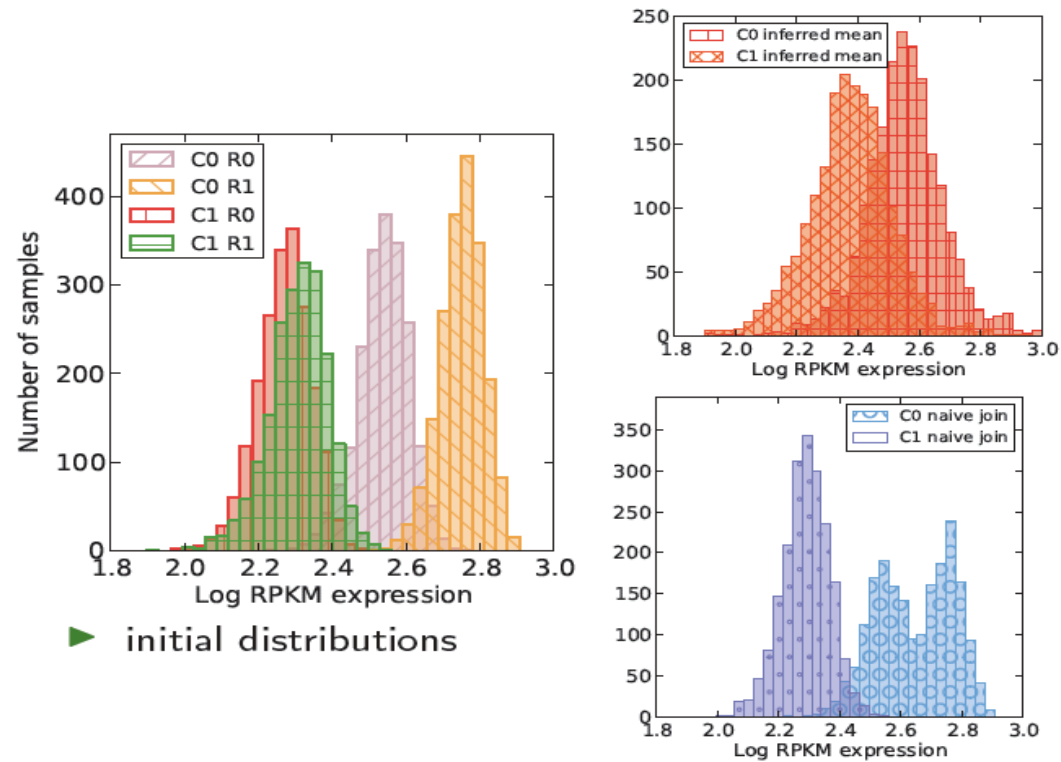 C0 R0
C0 R1
C1 R0
C1 R1
Number of samples
400
300
200
100
0
1.8 2.0 2.2 2.4 2.6 2.8 3.0
Log RPKM expression
initial distributions
C0 inferred mean
C1 inferred mean
250
200
150
100
50
0
1.8 2.0 2.2 2.4 2.6 2.8 3.0
Log RPKM expression
C0 naive join
C1 naive join
350
300
250
200
150
100
50
0
1.8 2.0 2.2 2.4 2.6 2.8 3.0
Log RPKM expression